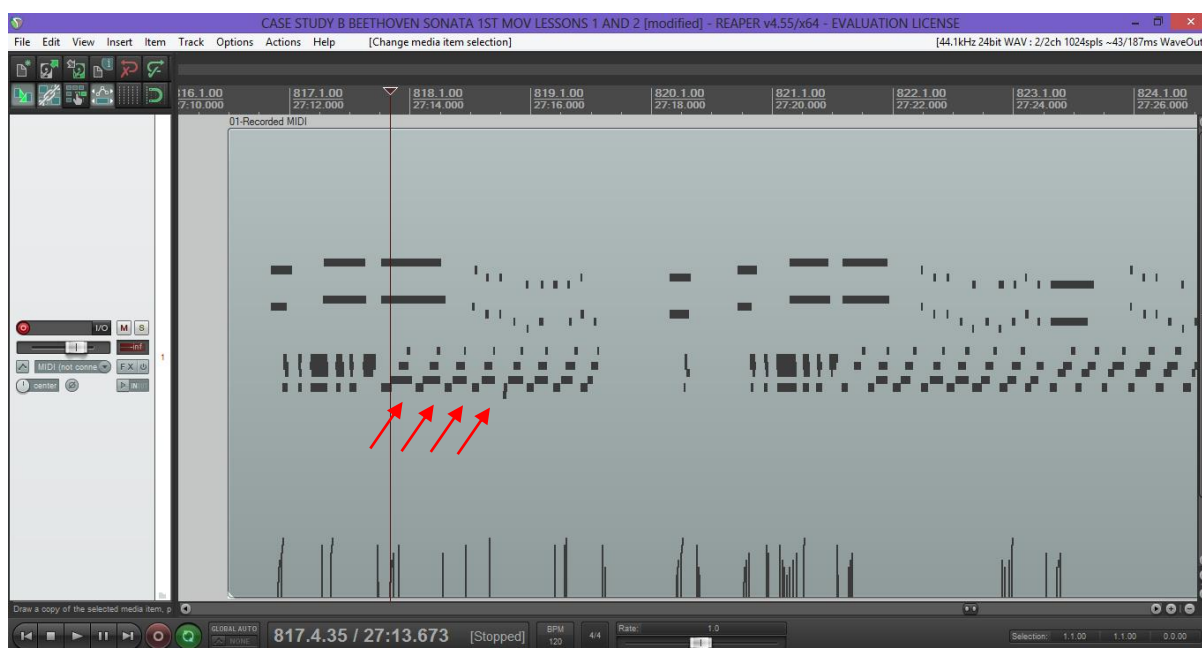 CASE STUDY B BEETHOVEN SONATA 1ST MOV LESSONS 1 AND 2 [modified] - REAPER v4.55/x64 - EVALUATION LICENSE
File Edit View Insert Item Track Options Actions Help [Change media item selection] [44.1kHz 24bit WAV : 2/2ch 1024spls ~43/187ms WaveOut
816.1.00 817.1.00 818.1.00 819.1.00 820.1.00 821.1.00 822.1.00 823.1.00 824.1.00
27:10.000 27:12.000 27:14.000 27:16.000 27:18.000 27:20.000 27:22.000 27:24.000 27:26.000
01-Recorded MIDI
I/O M S
-inf
1
MIDI (not conne FX
center IN
Draw a copy of the selected media item, p
GLOBAL AUTO
NONE
817.4.35 / 27:13.673 [Stopped]
BPM
120
4/4
Rate: 1.0
Selection: 1.1.00 1.1.00 0.0.00